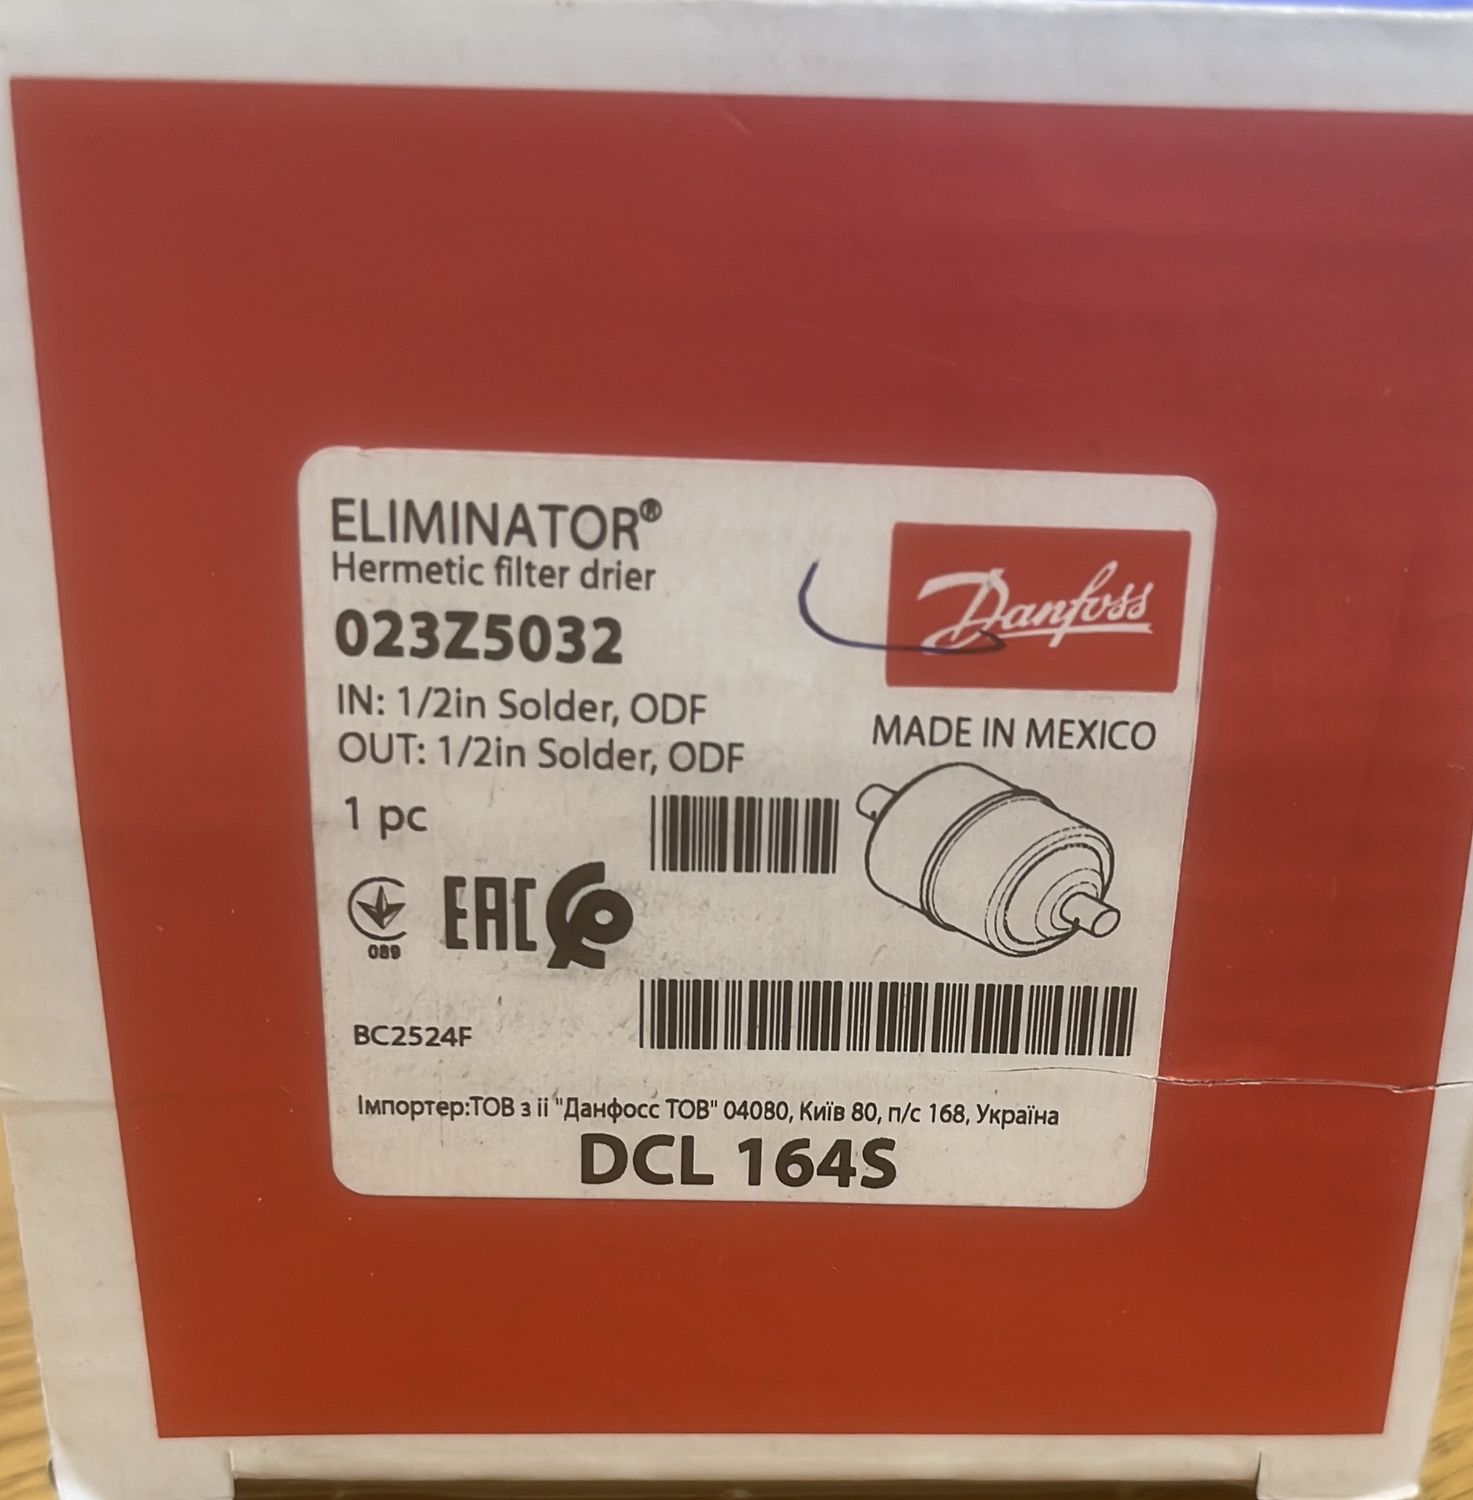 ELIMINATOR®
Hermetic filter drier
023Z5032
IN: 1/2in Solder, ODF
OUT: 1/2in Solder, ODF
1 pc
Danfoss
MADE IN MEXICO
089
EAC
BC2524F
Імпортер:ТОВ з іі "Данфосс ТОВ" 04080, Київ 80, п/с 168, Україна
DCL 164S